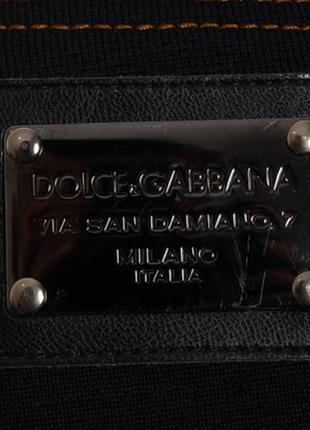 DOLCE&GABBANA
VIA SAN DAMIANO, 7
MILANO
ITALIA